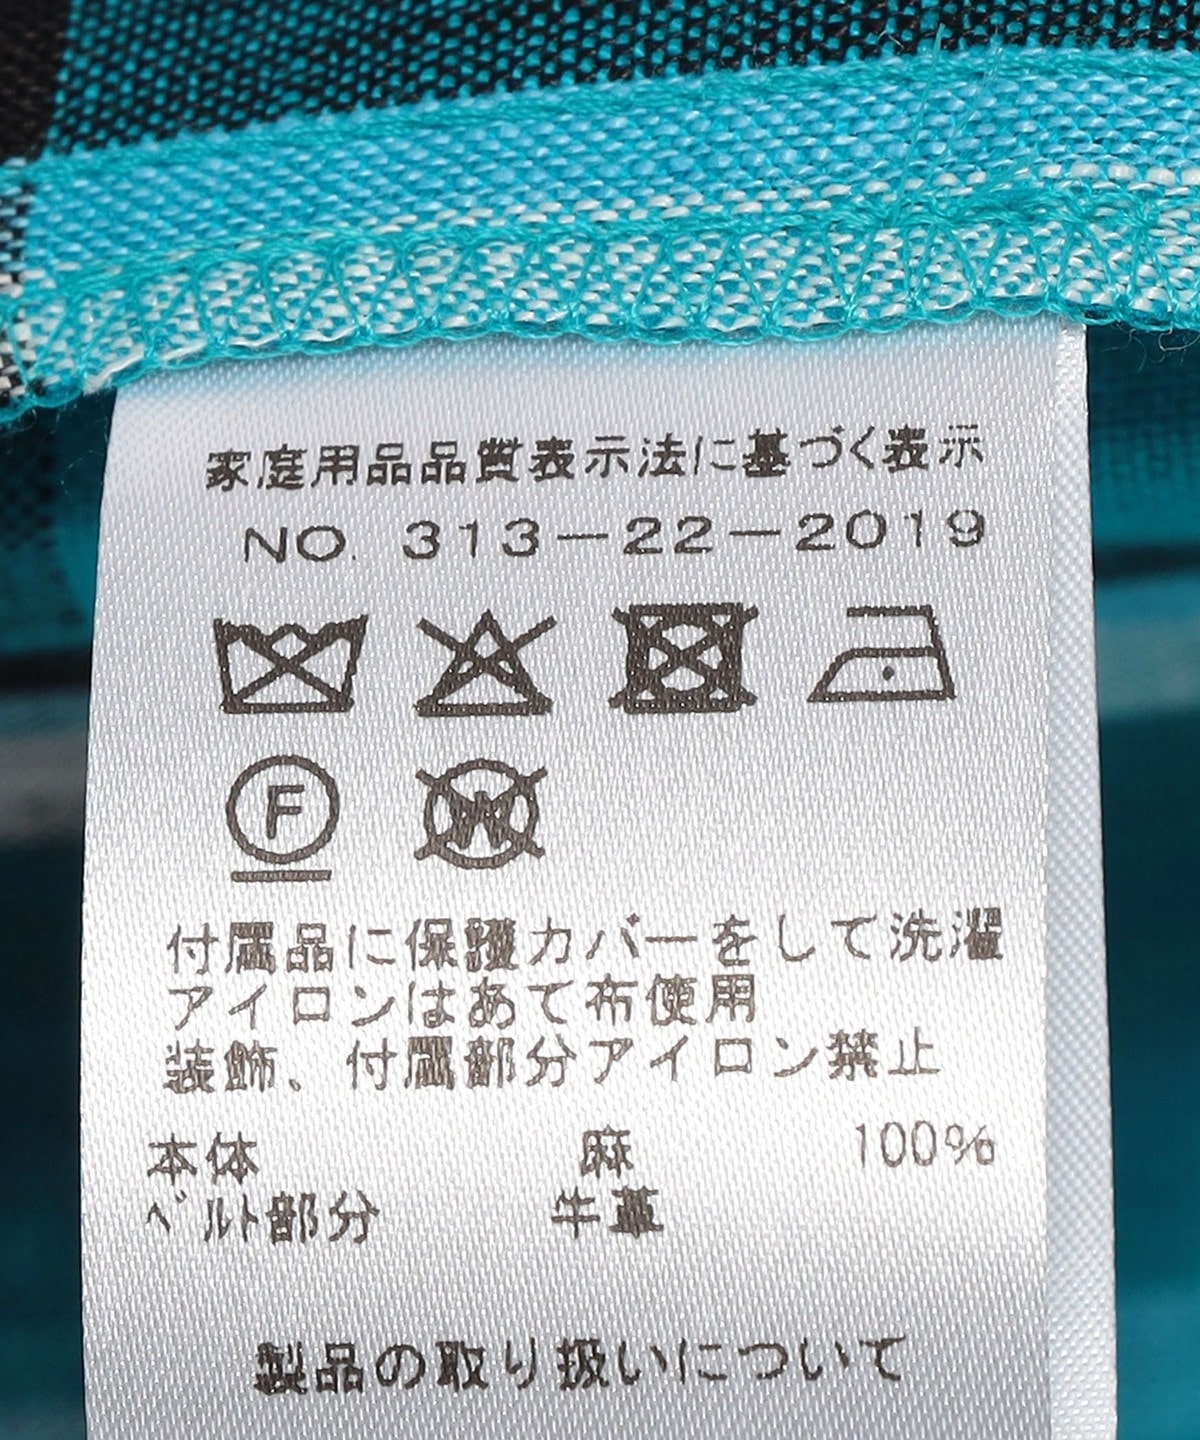 家庭用品品質表示法に基づく表示
NO. 313-22-2019
F
W
付属品に保護カバーをして洗濯
アイロンはあて布使用
装飾、付属部分アイロン禁止
本体 麻 100%
ベルト部分 牛革
製品の取り扱いについて